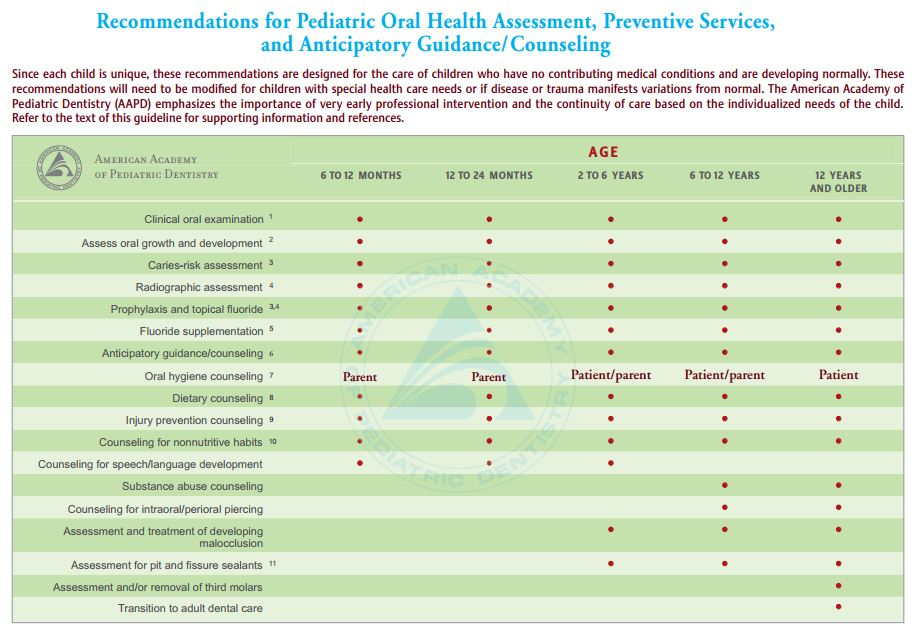 Recommendations for Pediatric Oral Health Assessment, Preventive Services,
and Anticipatory Guidance/Counseling
Since each child is unique, these recommendations are designed for the care of children who have no contributing medical conditions and are developing normally. These
recommendations will need to be modified for children with special health care needs or if disease or trauma manifests variations from normal. The American Academy of
Pediatric Dentistry (AAPD) emphasizes the importance of very early professional intervention and the continuity of care based on the individualized needs of the child.
Refer to the text of this guideline for supporting information and references.
American Academy
of Pediatric Dentistry
AGE
6 TO 12 MONTHS 12 TO 24 MONTHS 2 TO 6 YEARS 6 TO 12 YEARS 12 YEARS
AND OLDER
Clinical oral examination 1 • • • • •
Assess oral growth and development 2 • • • • •
Caries-risk assessment 3 • • • • •
Radiographic assessment 4 • • • • •
Prophylaxis and topical fluoride 3,4 • • • • •
Fluoride supplementation 5 • • • • •
Anticipatory guidance/counseling 6 • • • • •
Oral hygiene counseling 7 Parent Parent Patient/parent Patient/parent Patient
Dietary counseling 8 • • • • •
Injury prevention counseling 9 • • • • •
Counseling for nonnutritive habits 10 • • • • •
Counseling for speech/language development • • •
Substance abuse counseling • •
Counseling for intraoral/perioral piercing • •
Assessment and treatment of developing • • •
malocclusion
Assessment for pit and fissure sealants 11 • • •
Assessment and/or removal of third molars •
Transition to adult dental care •
AMERICAN ACADEMY
OF PEDIATRIC DENTISTRY